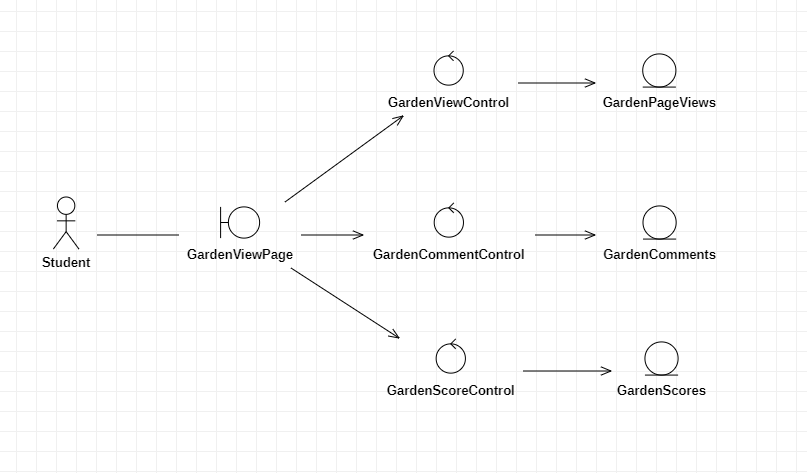 GardenViewControl
GardenPageViews
Student
GardenViewPage
GardenCommentControl
GardenComments
GardenScoreControl
GardenScores